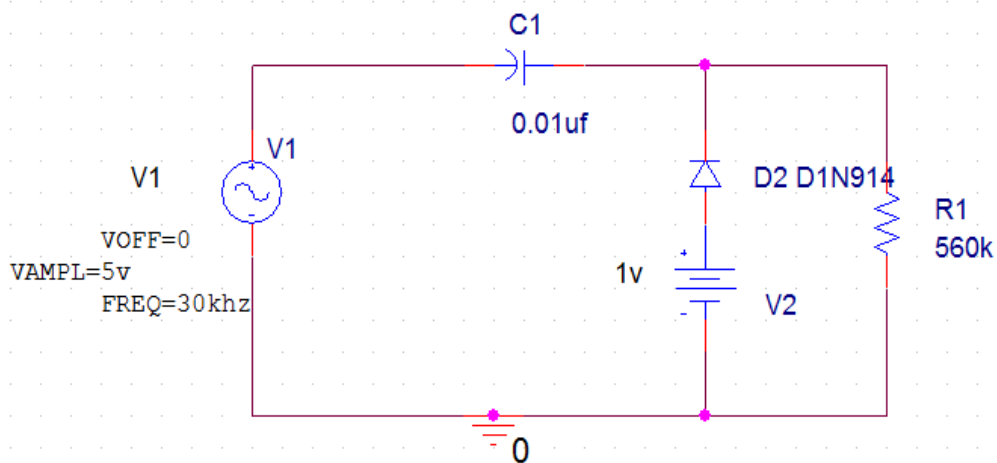 C1
0.01uf
V1
V1
+
-
VOFF=0
VAMPL=5v
FREQ=30khz
D2 D1N914
R1
560k
1v
+
-
V2
0